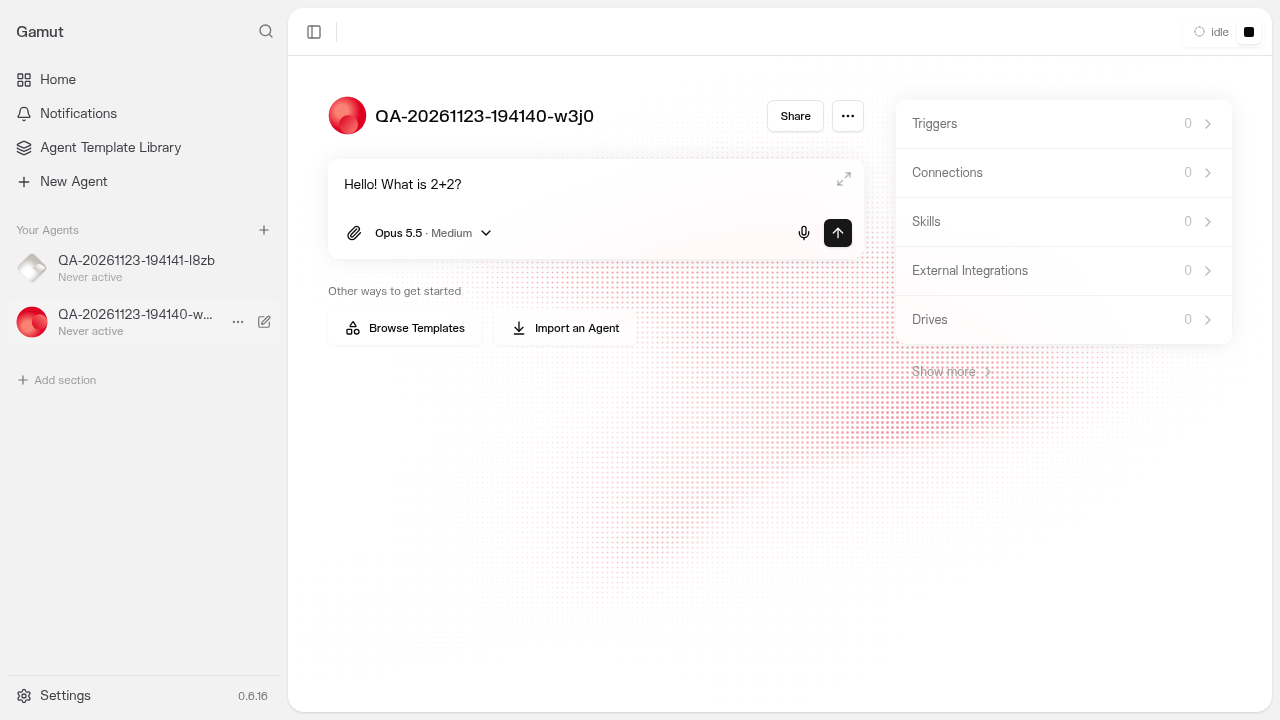 Gamut
Home
Notifications
Agent Template Library
New Agent
Your Agents
QA-20261123-194141-l8zb
Never active
QA-20261123-194140-w...
Never active
Add section
Settings
0.6.16
idle
QA-20261123-194140-w3j0
Share
Hello! What is 2+2?
Opus 5.5 · Medium
Other ways to get started
Browse Templates
Import an Agent
Triggers 0
Connections 0
Skills 0
External Integrations 0
Drives 0
Show more